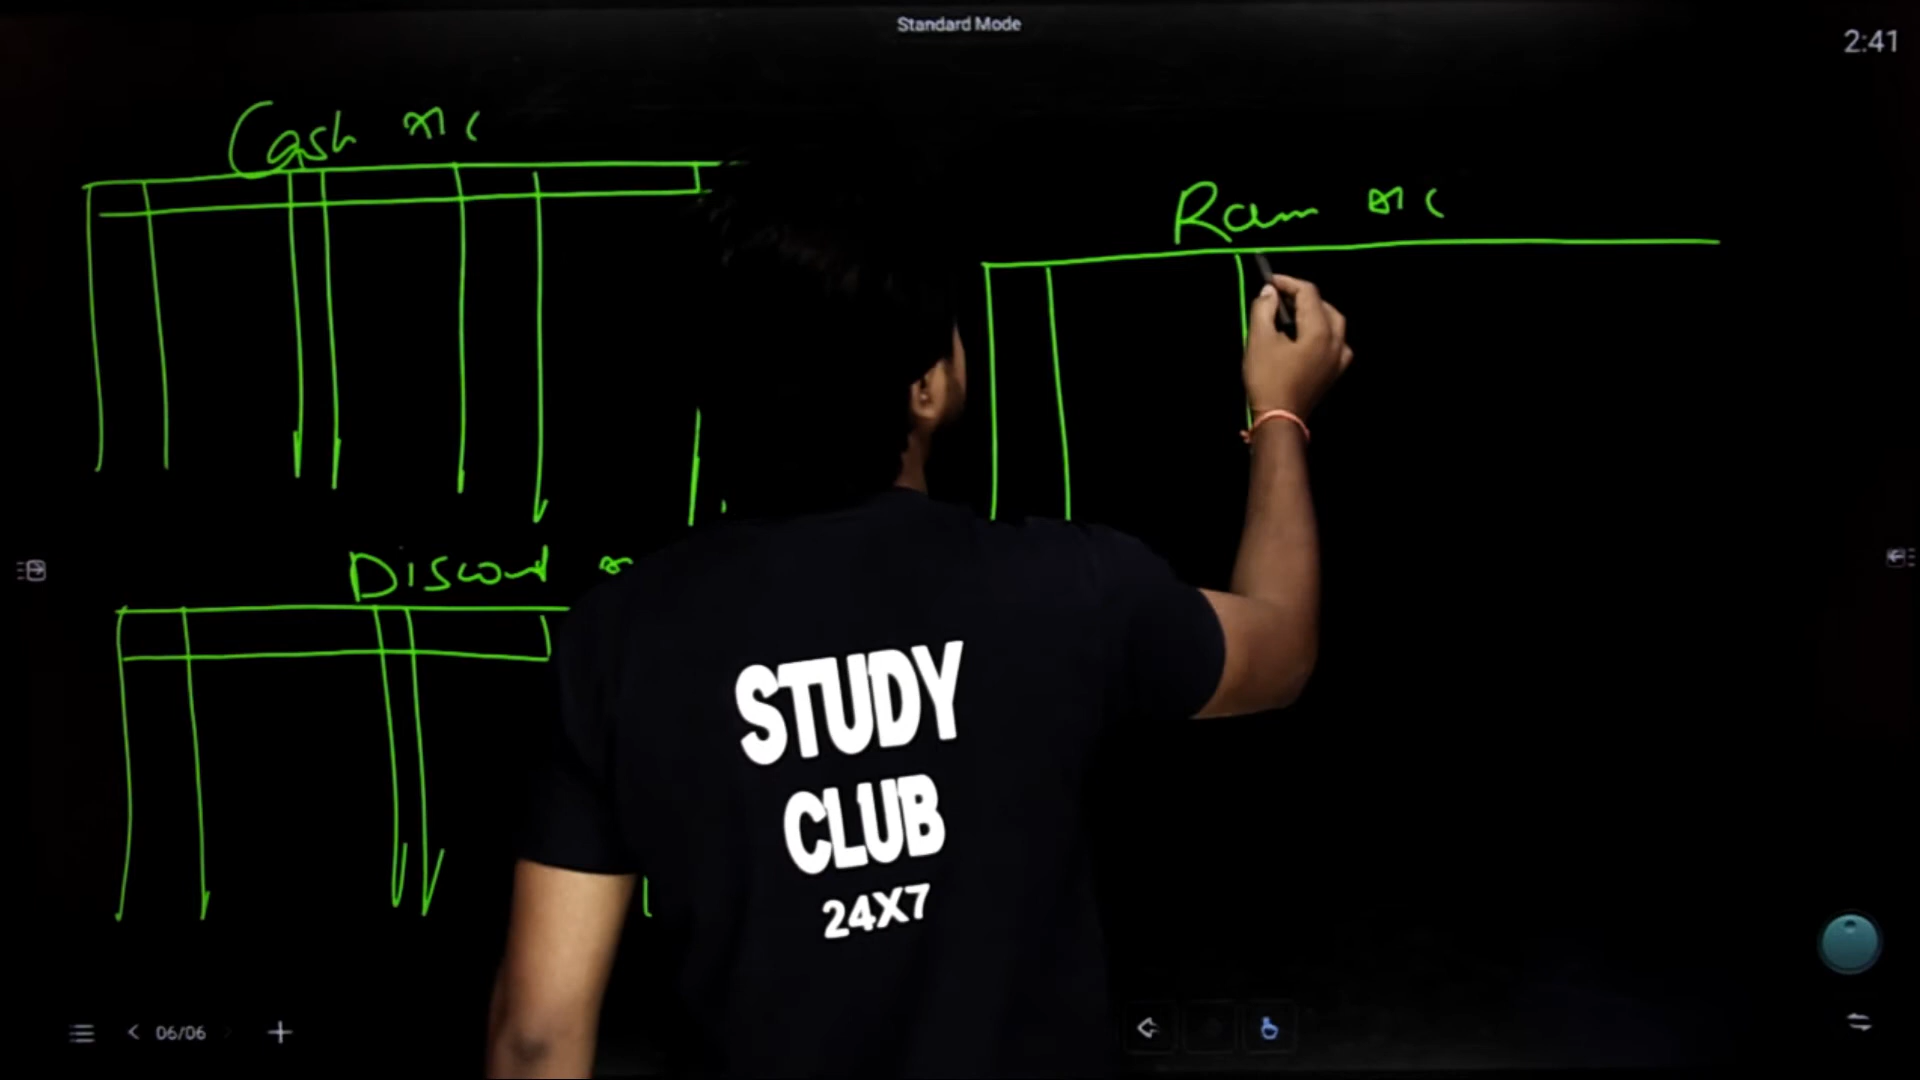 Standard Mode
2:41
Cash A/c
Ram A/c
Discount
STUDY
CLUB
24X7
06/06